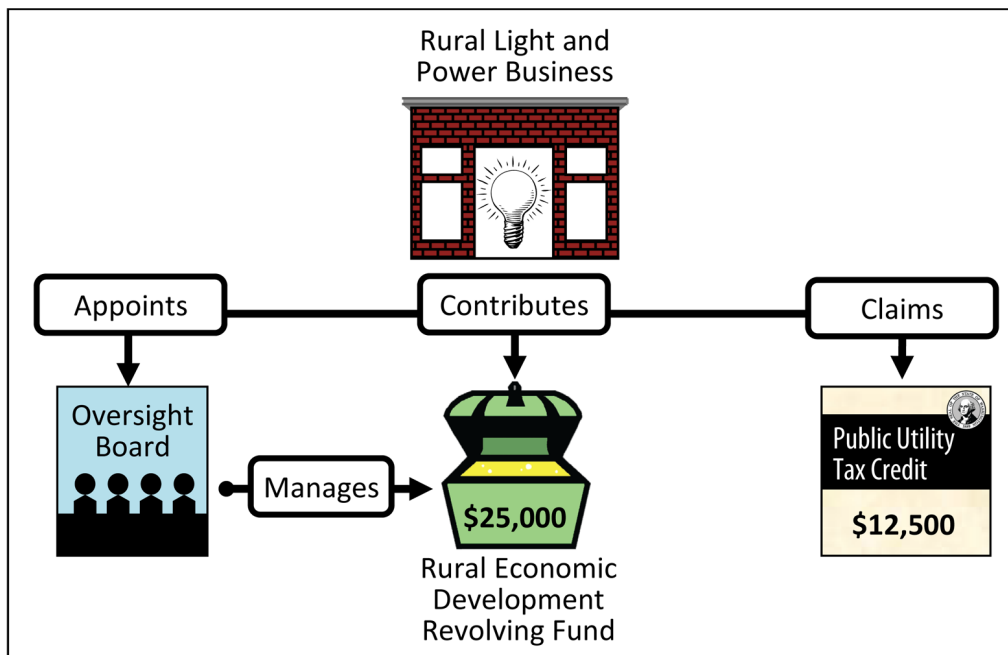 Rural Light and
Power Business
Appoints
Contributes
Claims
Oversight
Board
Manages
$25,000
Rural Economic
Development
Revolving Fund
Public Utility
Tax Credit
$12,500